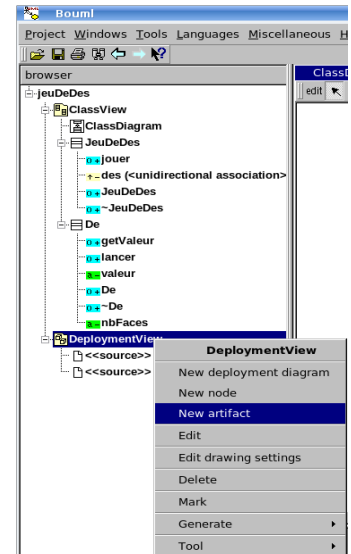 Bouml
Project Windows Tools Languages Miscellaneous H
browser
ClassD
edit
jeuDeDes
ClassView
ClassDiagram
JeuDeDes
jouer
des (<unidirectional association>
JeuDeDes
~JeuDeDes
De
getValeur
lancer
valeur
De
~De
nbFaces
DeploymentView
<<source>>
<<source>>
DeploymentView
New deployment diagram
New node
New artifact
Edit
Edit drawing settings
Delete
Mark
Generate
Tool